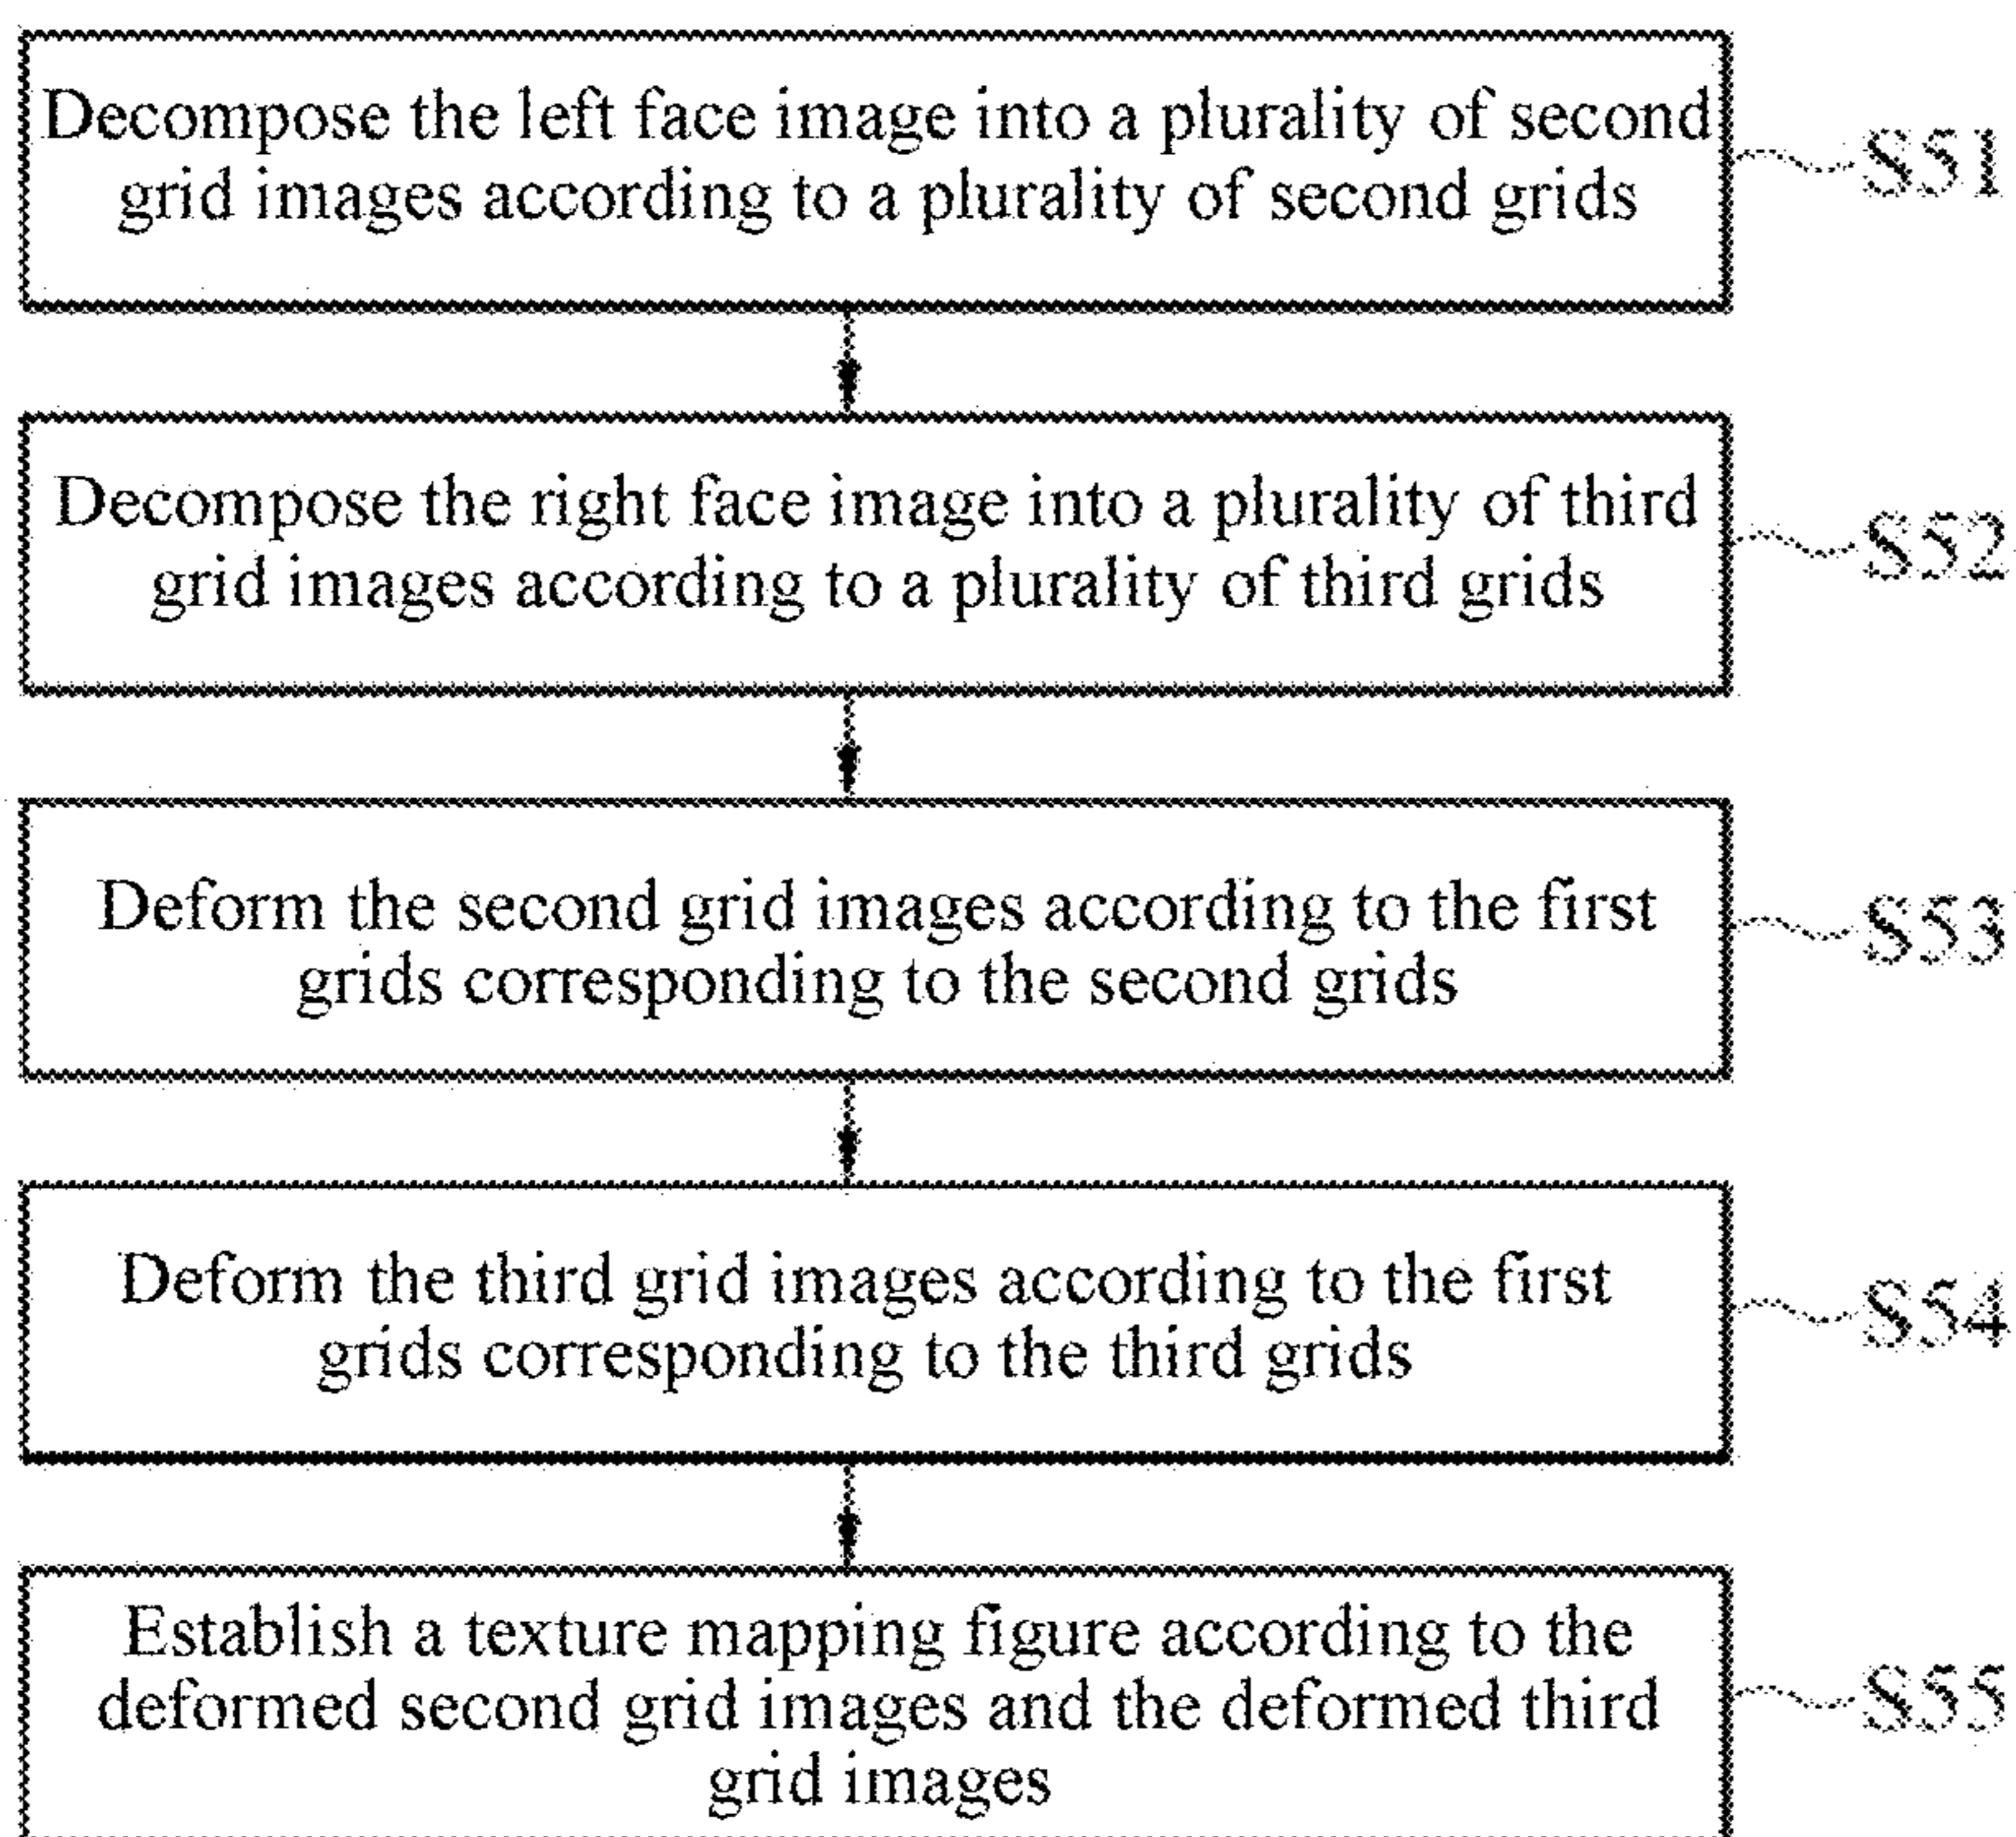 Decompose the left face image into a plurality of second
grid images according to a plurality of second grids
S51
Decompose the right face image into a plurality of third
grid images according to a plurality of third grids
S52
Deform the second grid images according to the first
grids corresponding to the second grids
S53
Deform the third grid images according to the first
grids corresponding to the third grids
S54
Establish a texture mapping figure according to the
deformed second grid images and the deformed third
grid images
S55